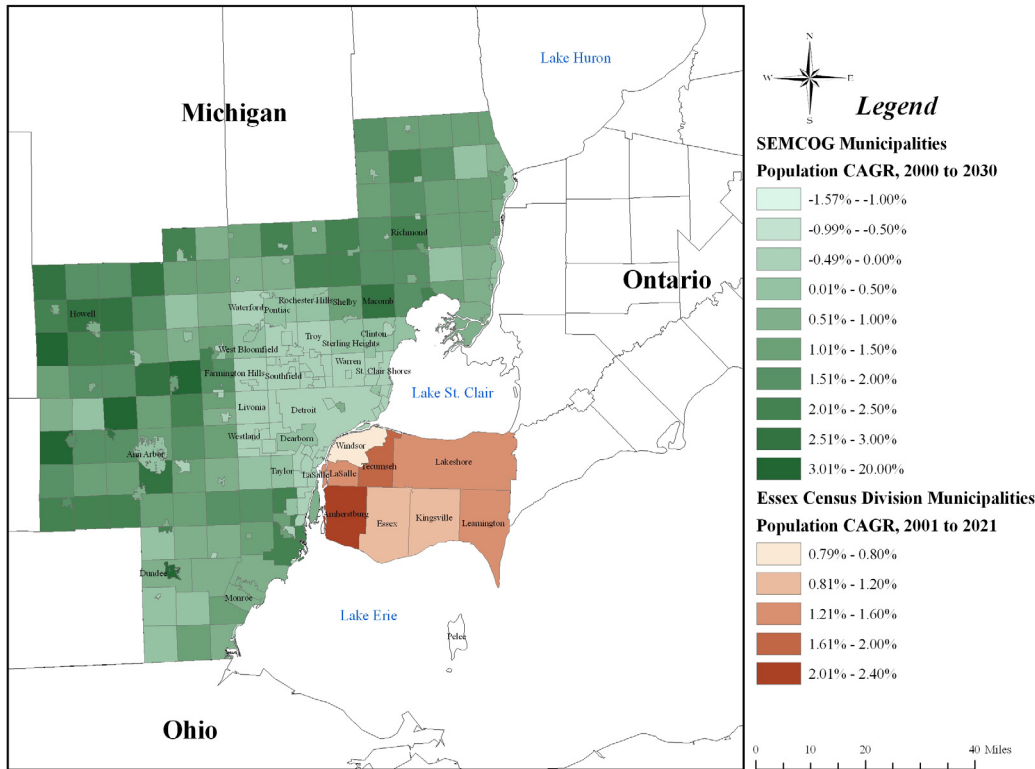 Lake Huron
Michigan
Ontario
Richmond
Howell
Waterford
Pontiac
Rochester Hills
Shelby
Macomb
Troy
Clinton
Sterling Heights
West Bloomfield
Warren
St. Clair Shores
Farmington Hills
Southfield
Lake St. Clair
Livonia
Detroit
Westland
Dearborn
Windsor
Ann Arbor
Taylor
LaSalle
LaSalle
Tecumseh
Lakeshore
Amherstburg
Essex
Kingsville
Leamington
Dundee
Monroe
Lake Erie
Pelee
Ohio
N
W
E
S
Legend
SEMCOG Municipalities
Population CAGR, 2000 to 2030
-1.57% - -1.00%
-0.99% - -0.50%
-0.49% - 0.00%
0.01% - 0.50%
0.51% - 1.00%
1.01% - 1.50%
1.51% - 2.00%
2.01% - 2.50%
2.51% - 3.00%
3.01% - 20.00%
Essex Census Division Municipalities
Population CAGR, 2001 to 2021
0.79% - 0.80%
0.81% - 1.20%
1.21% - 1.60%
1.61% - 2.00%
2.01% - 2.40%
0 10 20 40 Miles